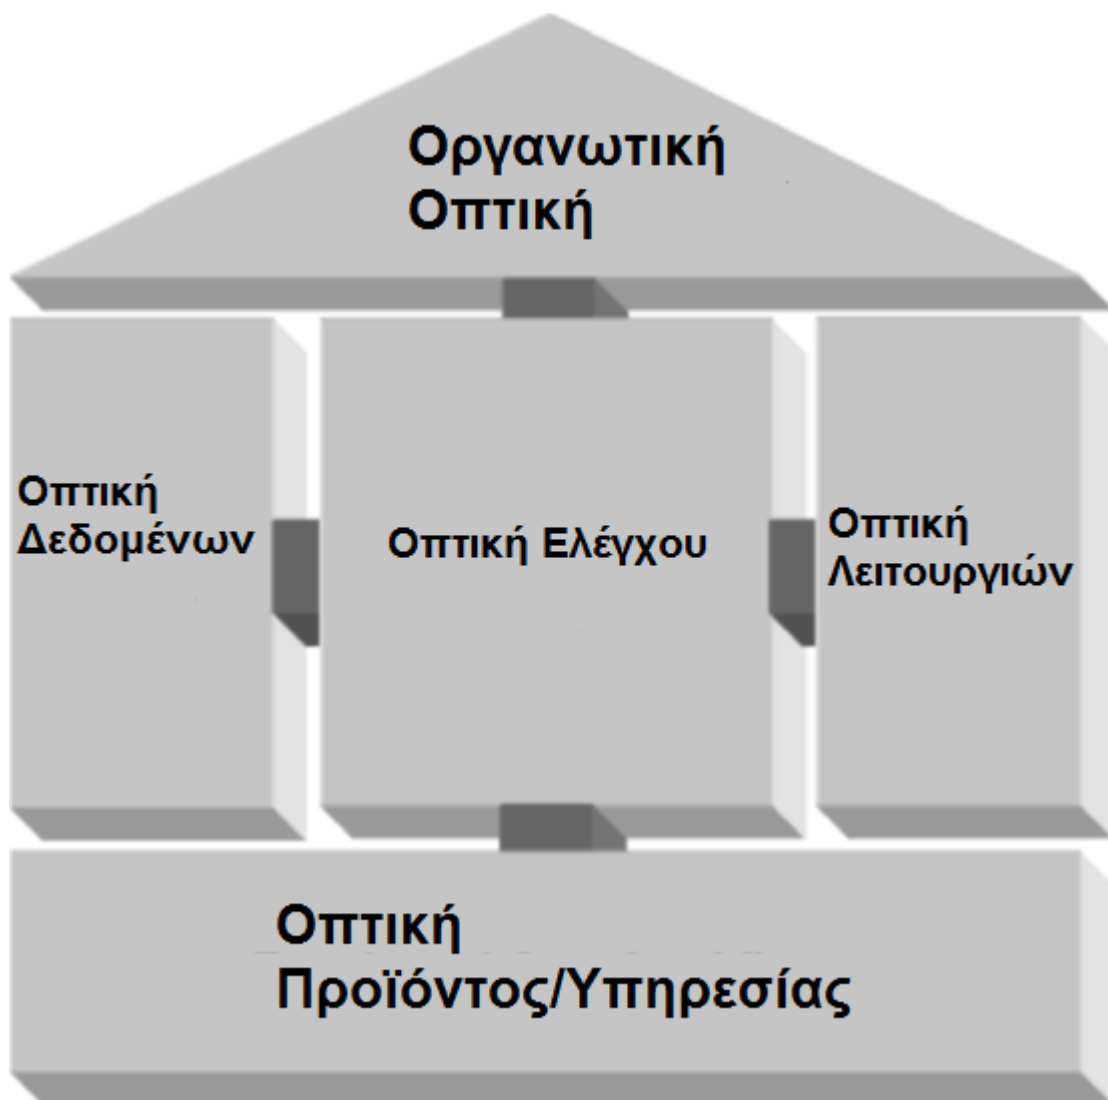 Οργανωτική
Οπτική
Οπτική
Δεδομένων
Οπτική Ελέγχου
Οπτική
Λειτουργιών
Οπτική
Προϊόντος/Υπηρεσίας